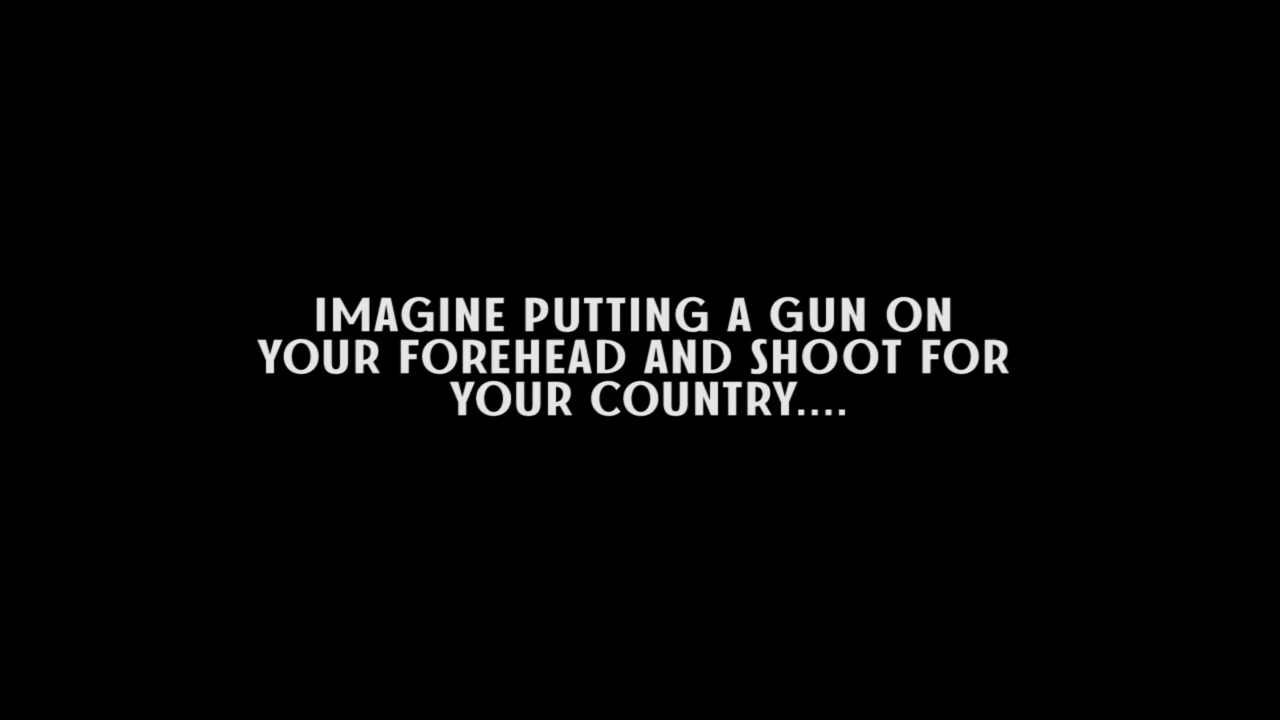 IMAGINE PUTTING A GUN ON
YOUR FOREHEAD AND SHOOT FOR
YOUR COUNTRY....